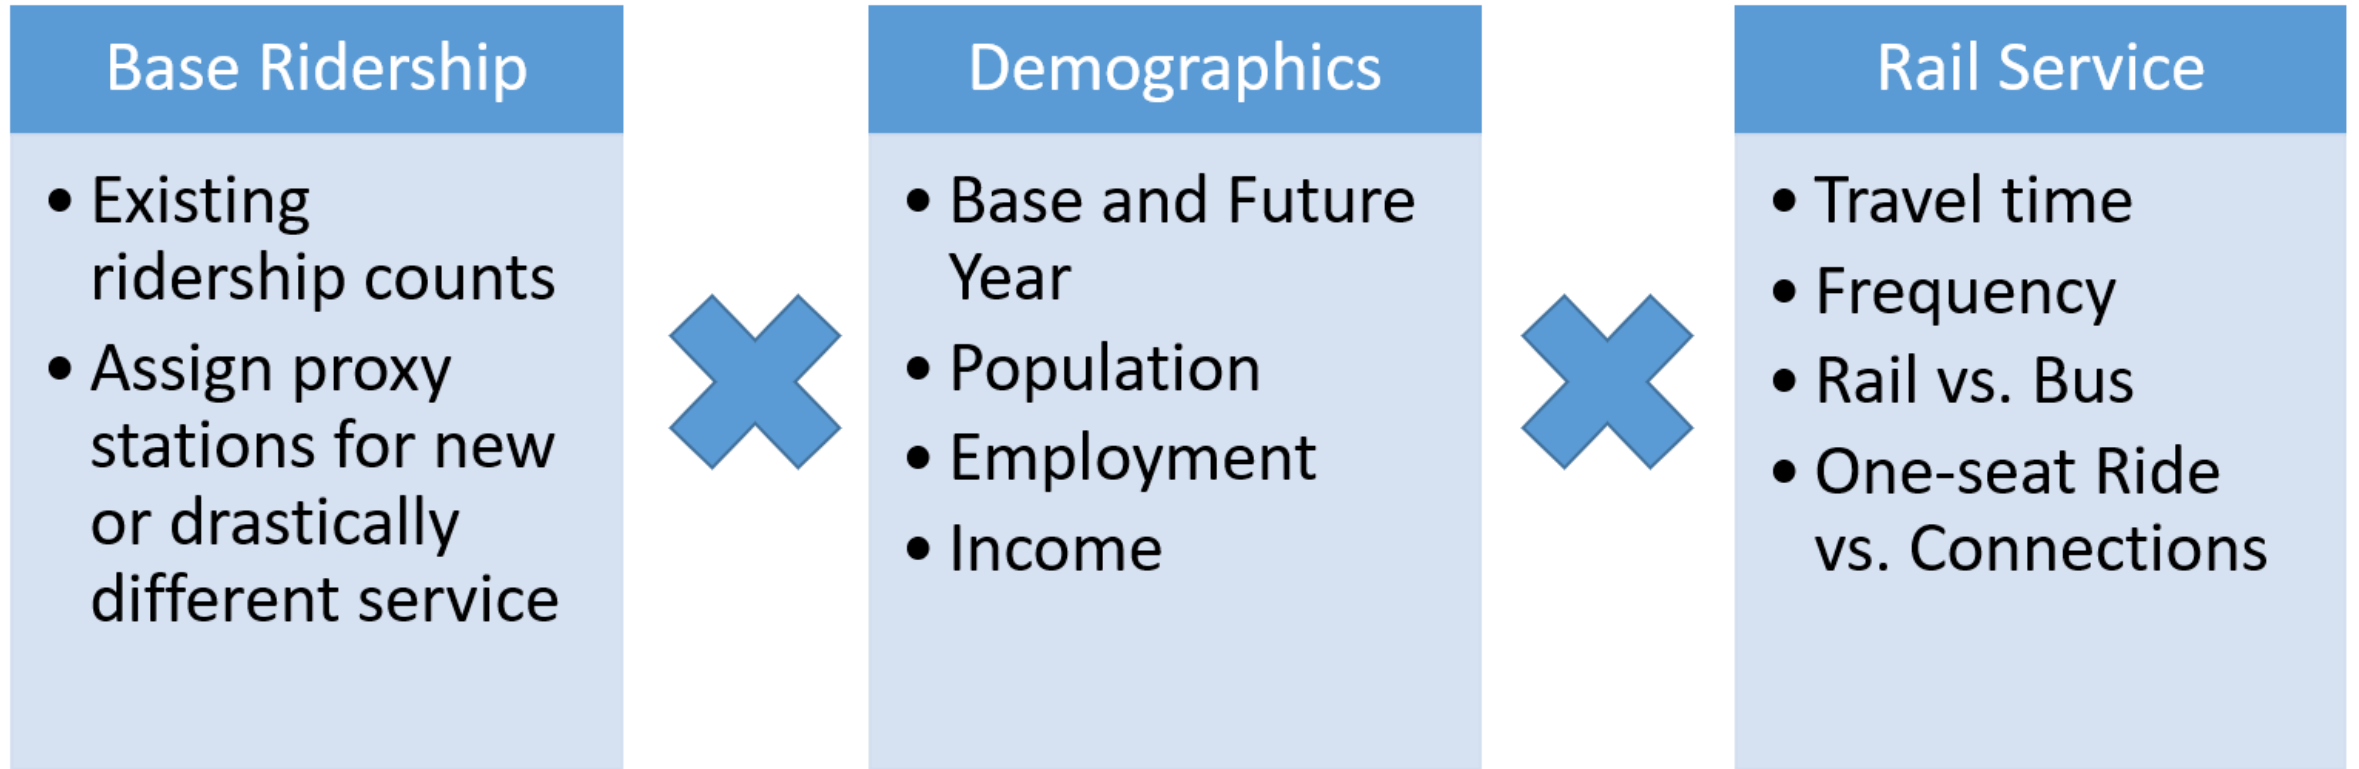 Base Ridership
• Existing
ridership counts
• Assign proxy
stations for new
or drastically
different service
Demographics
• Base and Future
Year
• Population
• Employment
• Income
Rail Service
• Travel time
• Frequency
• Rail vs. Bus
• One-seat Ride
vs. Connections